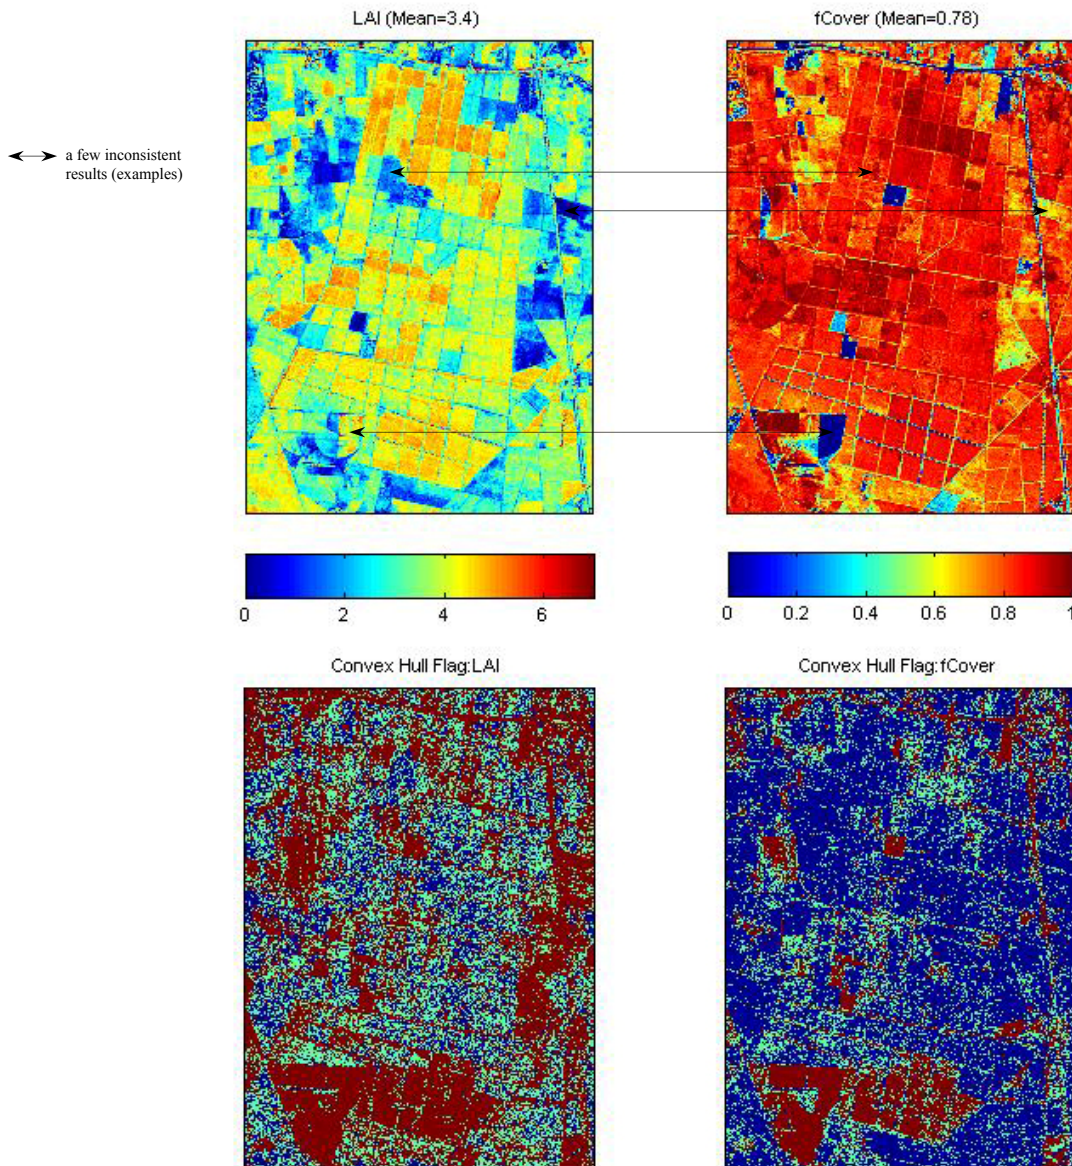 LAI (Mean=3.4)
fCover (Mean=0.78)
a few inconsistent
results (examples)
0 2 4 6
0 0.2 0.4 0.6 0.8 1
Convex Hull Flag:LAI
Convex Hull Flag:fCover